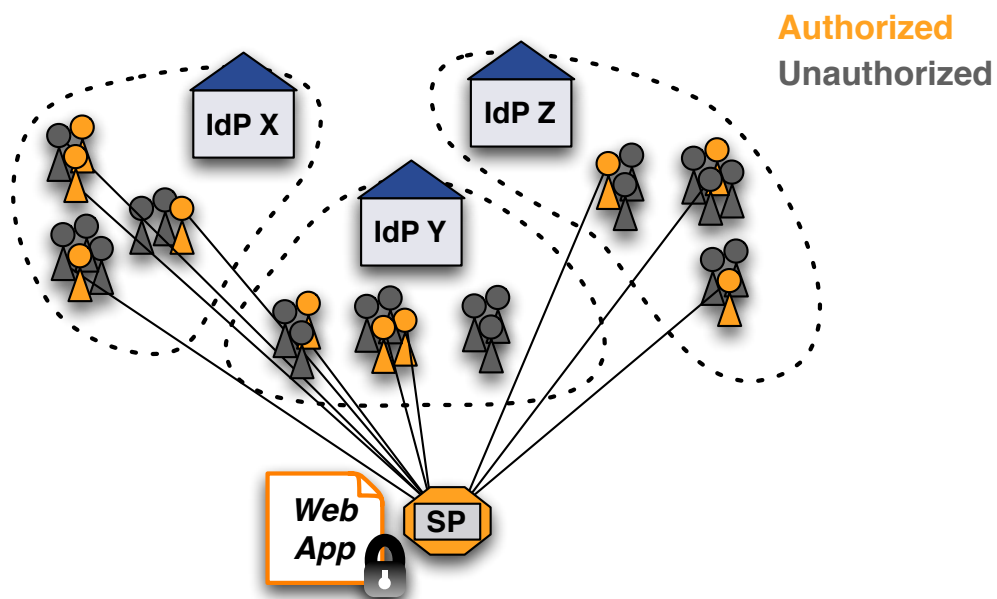 Authorized
Unauthorized
IdP X
IdP Z
IdP Y
Web
App
SP